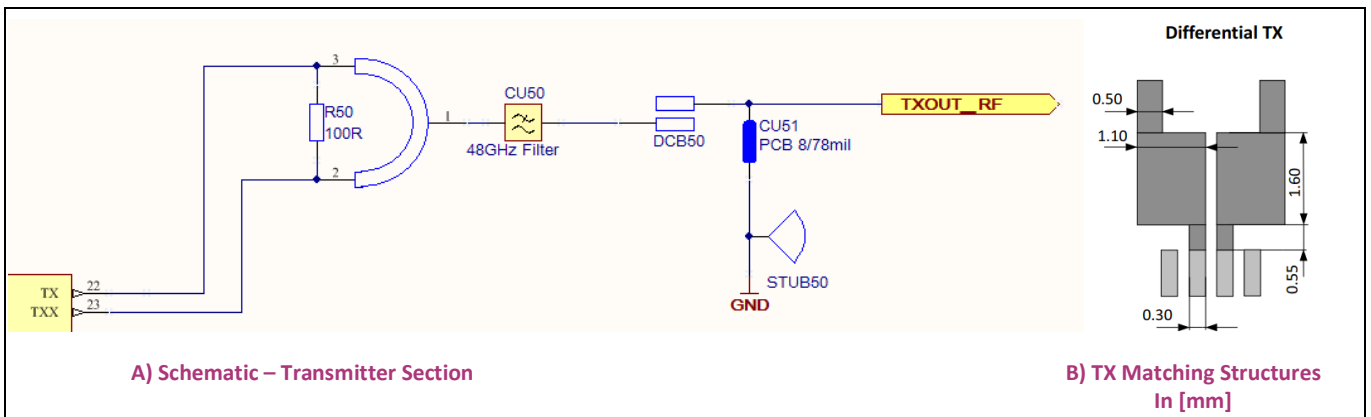 Differential TX
3
R50
100R
2
1
CU50
48GHz Filter
DCB50
CU51
PCB 8/78mil
TXOUT_RF
STUB50
GND
TX
22
TXX
23
0.50
1.10
1.60
0.55
0.30
A) Schematic – Transmitter Section
B) TX Matching Structures
In [mm]